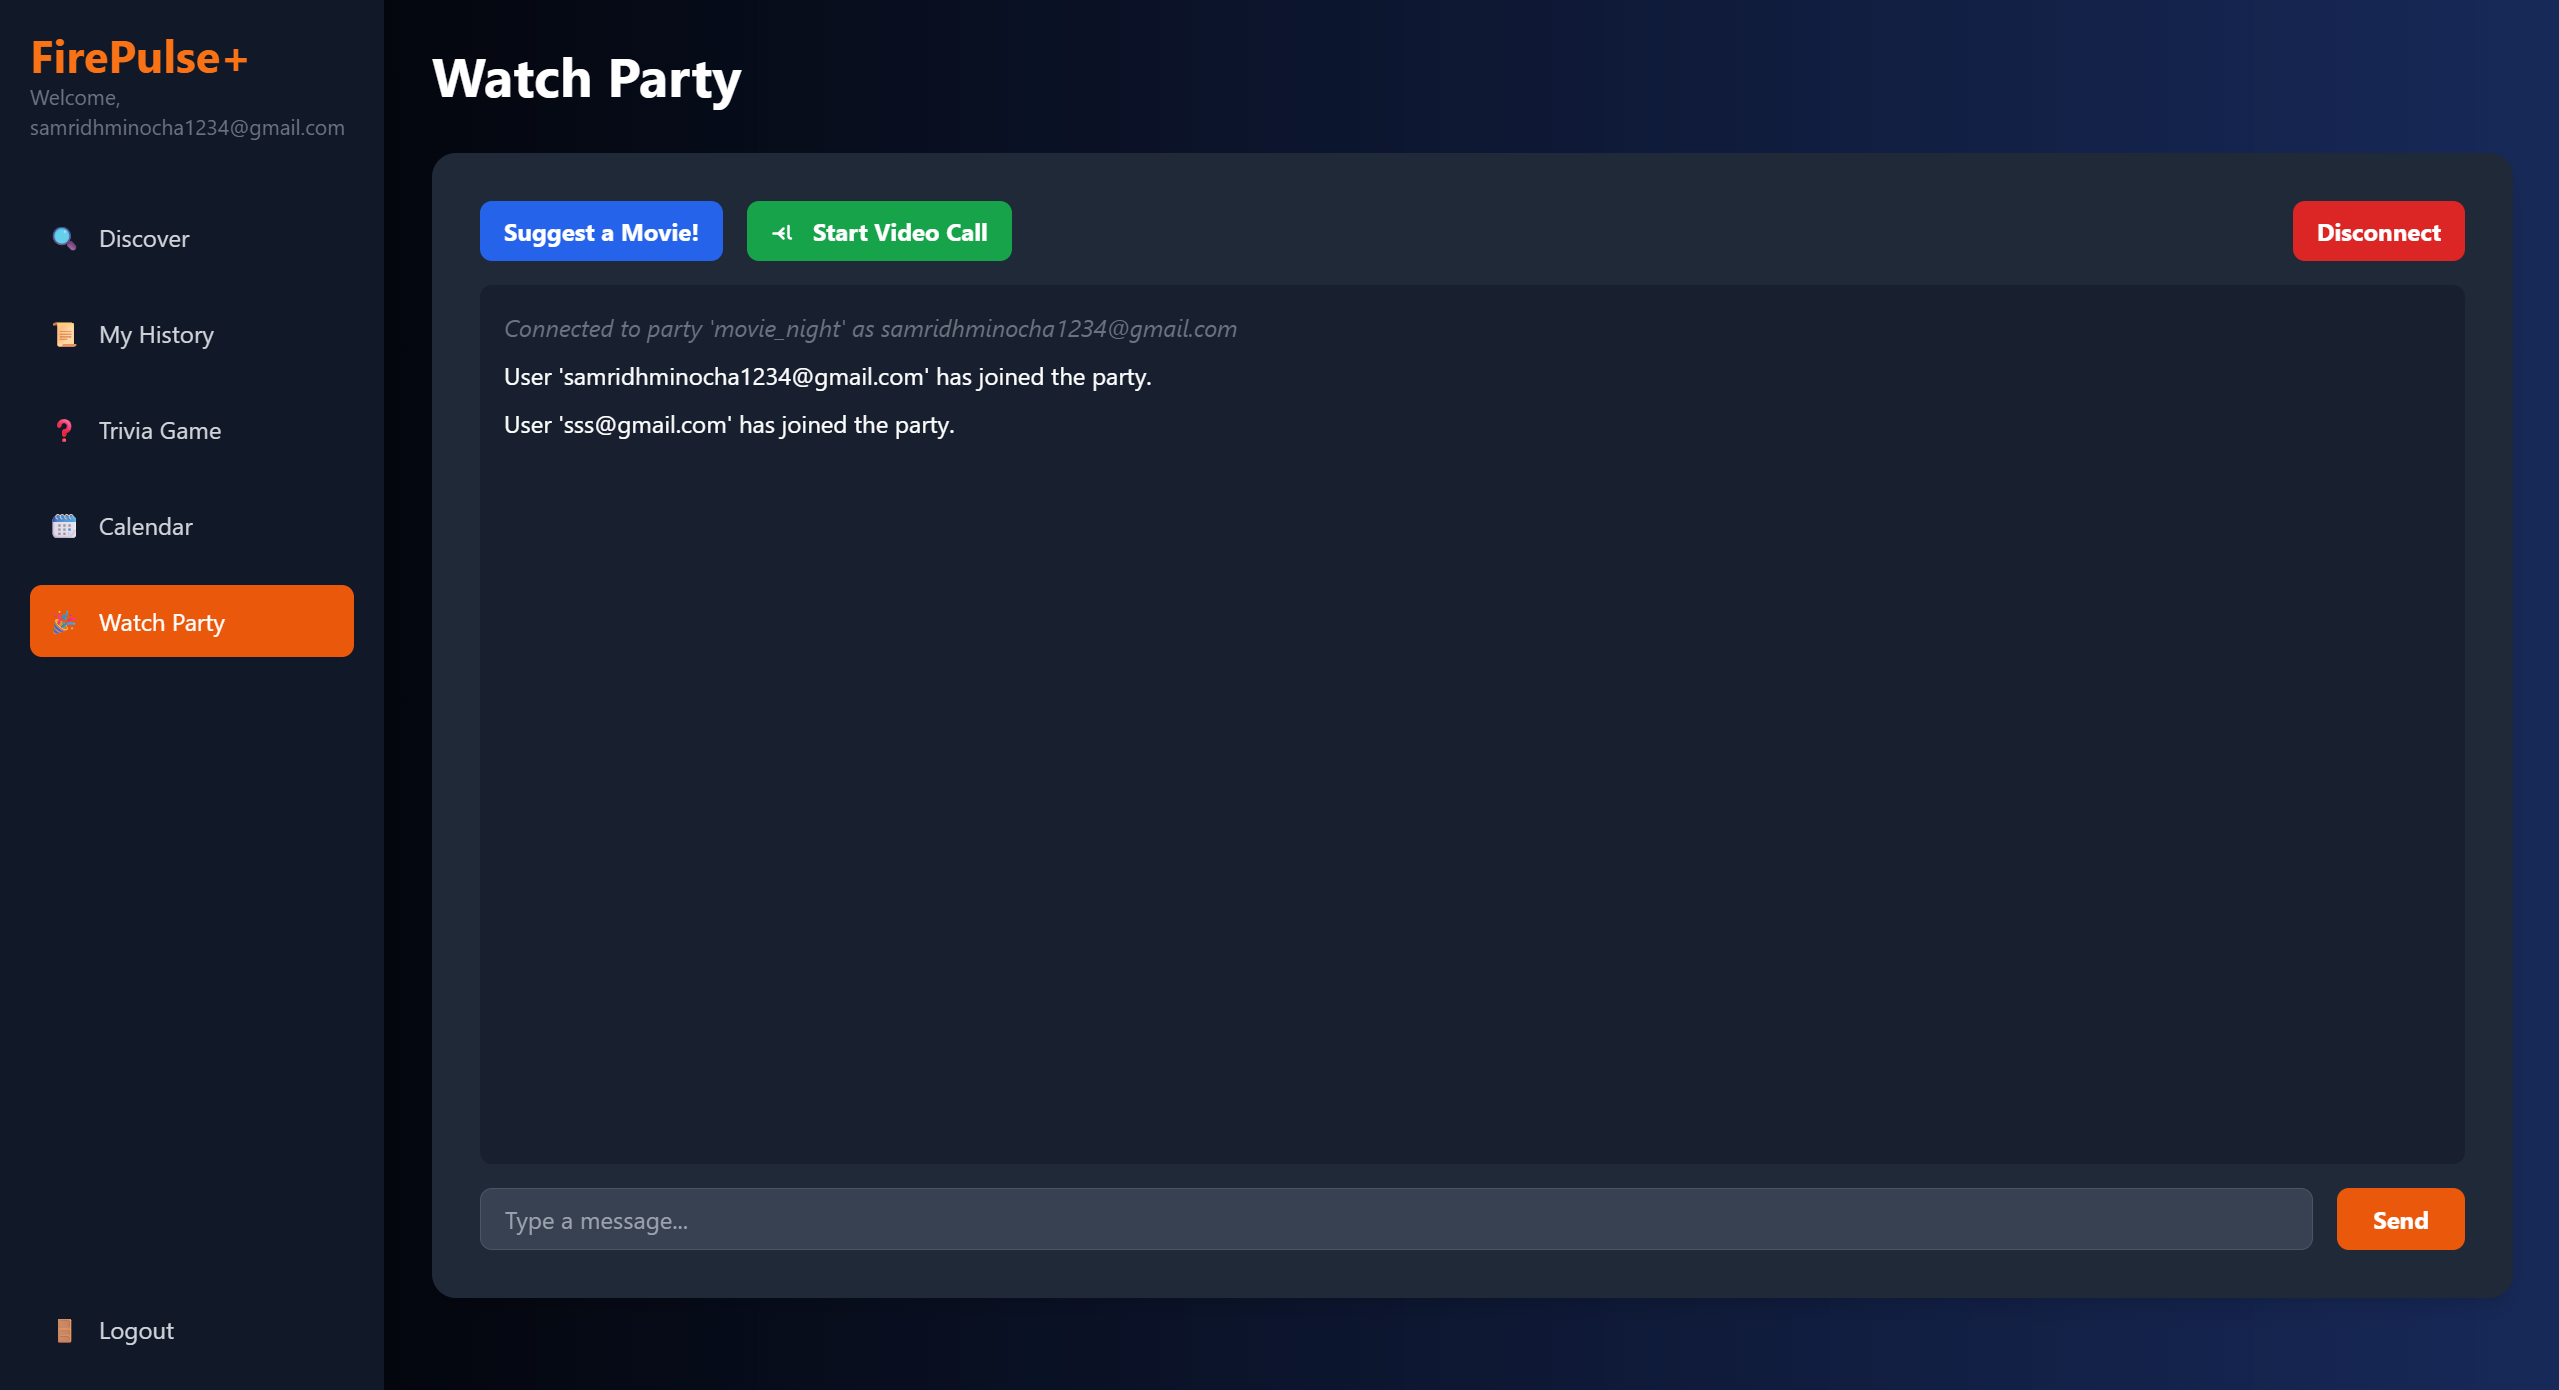 FirePulse+
Welcome,
samridhminocha1234@gmail.com
Discover
My History
Trivia Game
Calendar
Watch Party
Logout
Watch Party
Suggest a Movie!
Start Video Call
Disconnect
Connected to party 'movie_night' as samridhminocha1234@gmail.com
User 'samridhminocha1234@gmail.com' has joined the party.
User 'sss@gmail.com' has joined the party.
Type a message...
Send